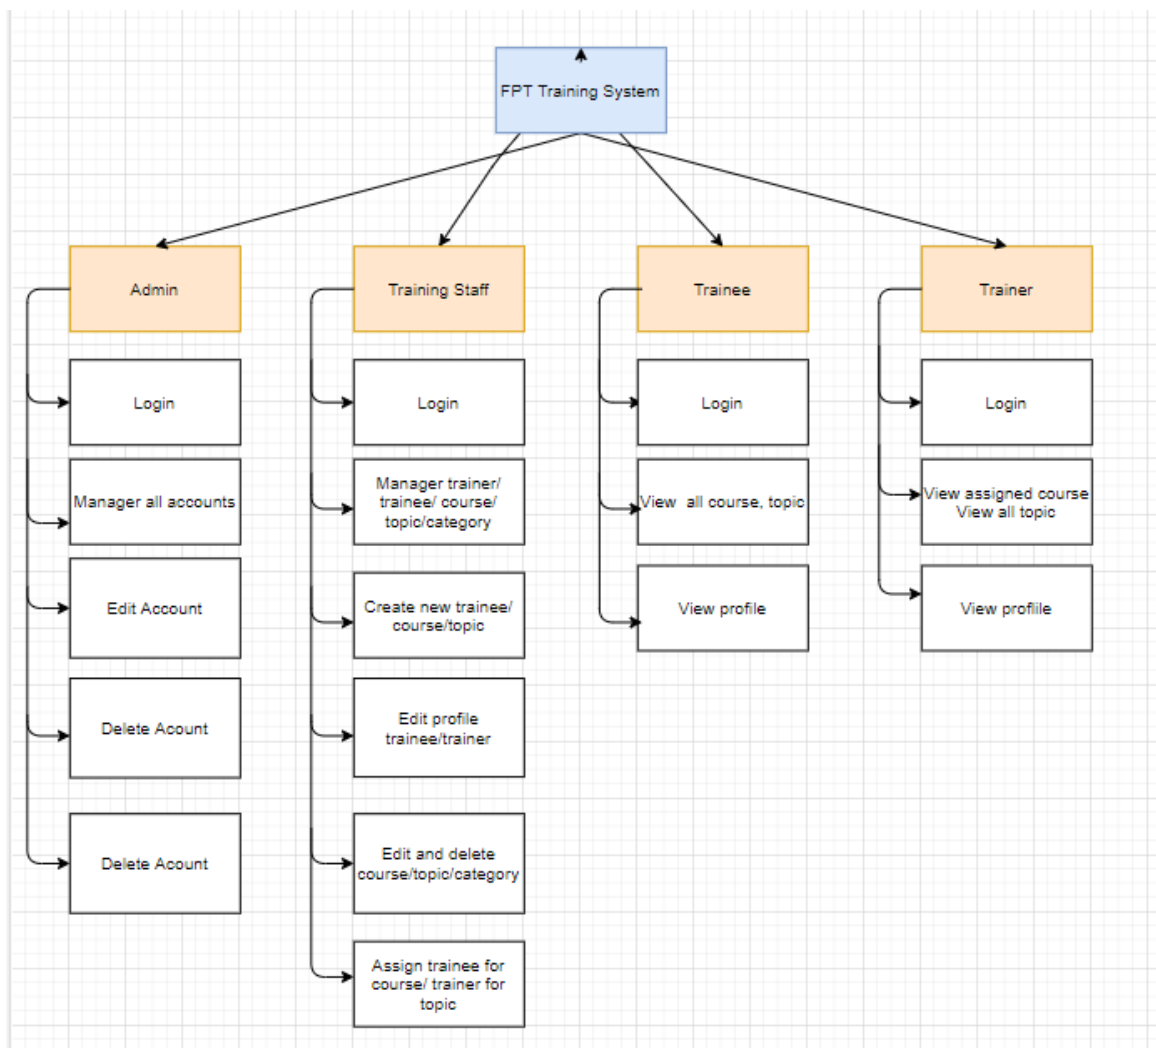 FPT Training System
Admin
Training Staff
Trainee
Trainer
Login
Login
Login
Login
Manager all accounts
Manager trainer/
trainee/ course/
topic/category
View  all course, topic
View assigned course
View all topic
Edit Account
Create new trainee/
course/topic
View profile
View profiile
Delete Acount
Edit profile
trainee/trainer
Delete Acount
Edit and delete
course/topic/category
Assign trainee for
course/ trainer for
topic